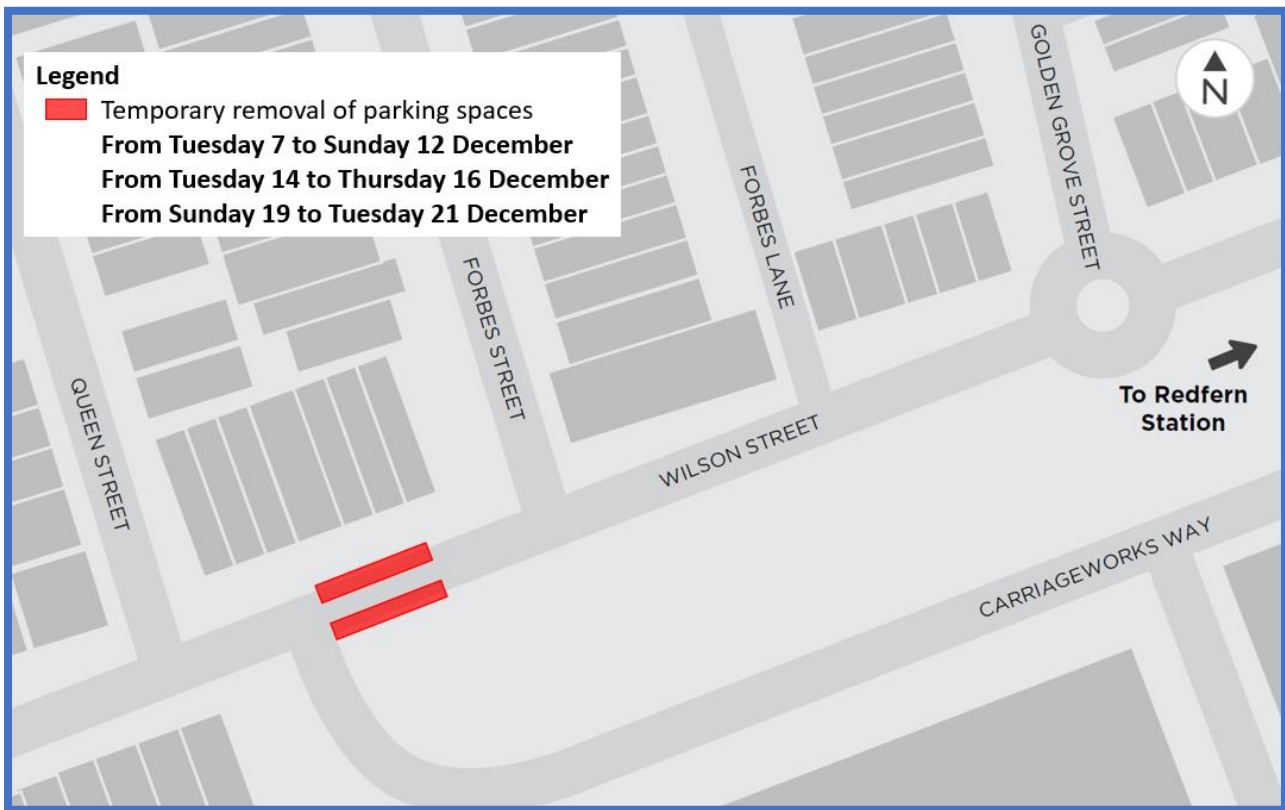 Legend
Temporary removal of parking spaces
From Tuesday 7 to Sunday 12 December
From Tuesday 14 to Thursday 16 December
From Sunday 19 to Tuesday 21 December
GOLDEN GROVE STREET
N
FORBES LANE
FORBES STREET
QUEEN STREET
WILSON STREET
To Redfern
Station
CARRIAGEWORKS WAY